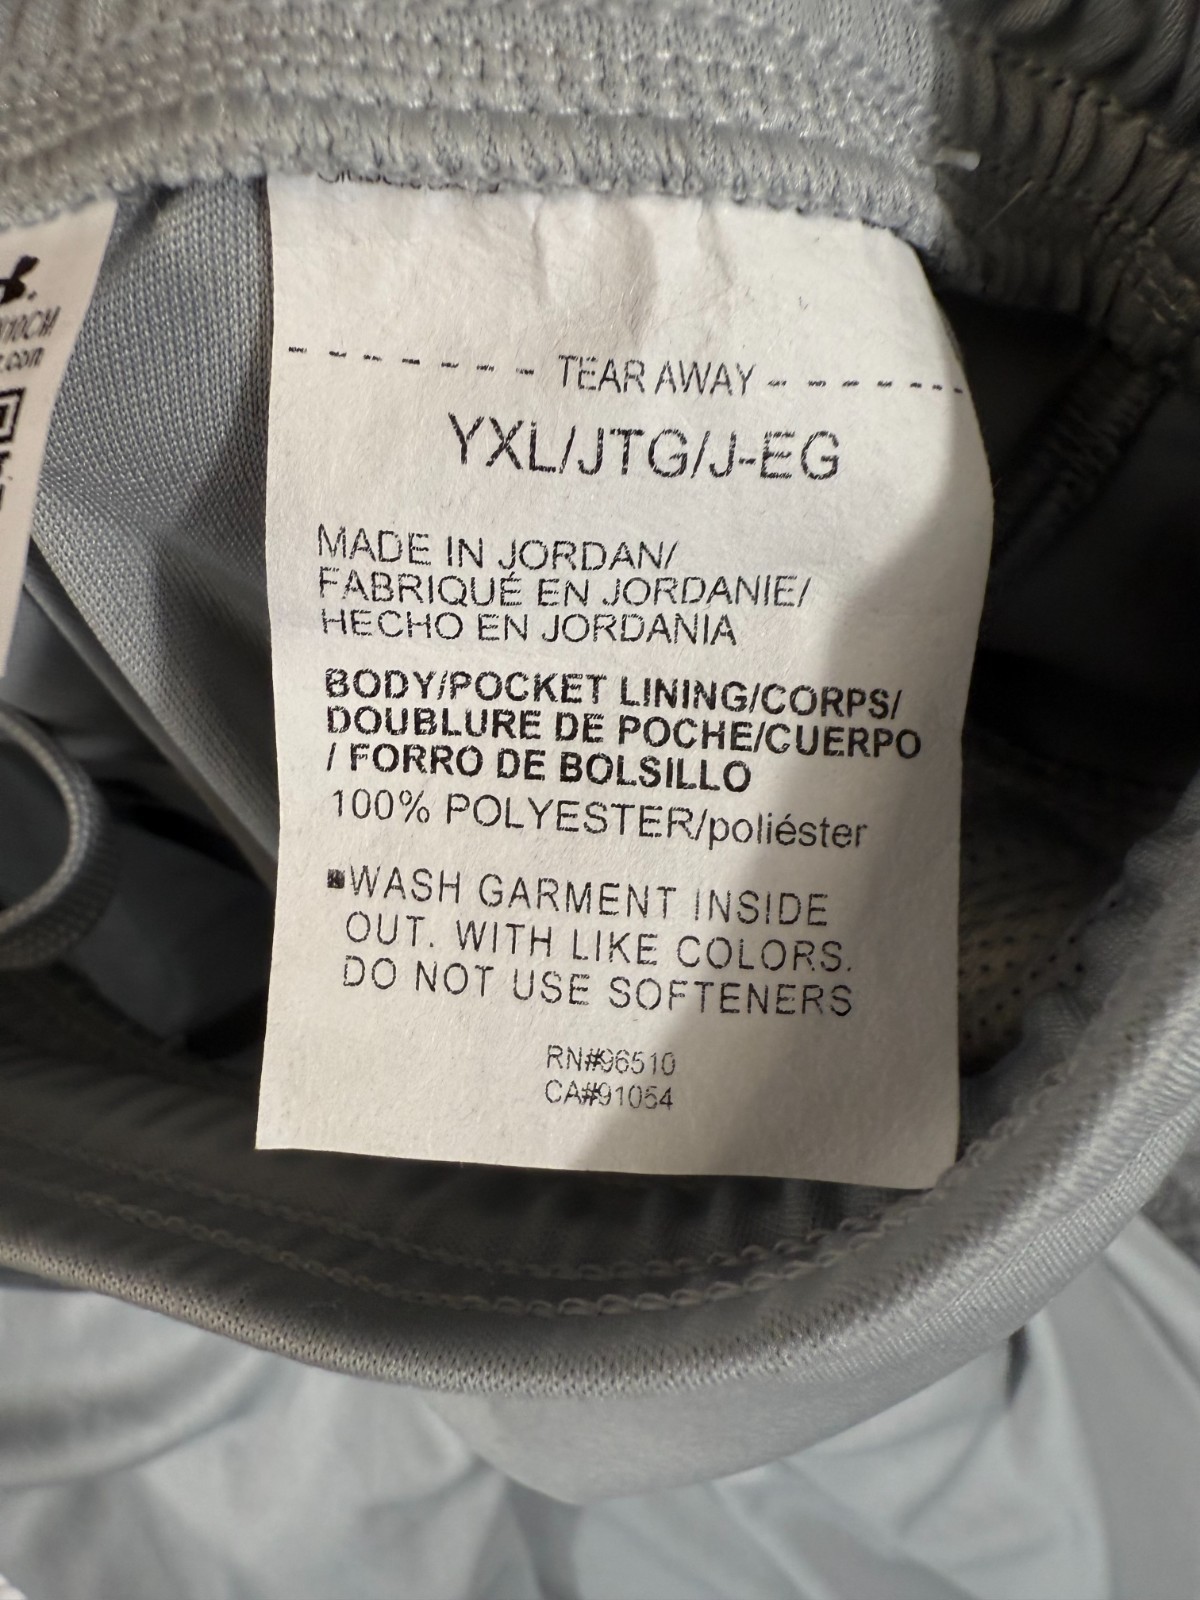 TEAR AWAY
YXL/JTG/J-EG
MADE IN JORDAN/
FABRIQUÉ EN JORDANIE/
HECHO EN JORDANIA
BODY/POCKET LINING/CORPS/
DOUBLURE DE POCHE/CUERPO
/ FORRO DE BOLSILLO
100% POLYESTER/poliéster
WASH GARMENT INSIDE
OUT. WITH LIKE COLORS.
DO NOT USE SOFTENERS
RN#96510
CA#91054